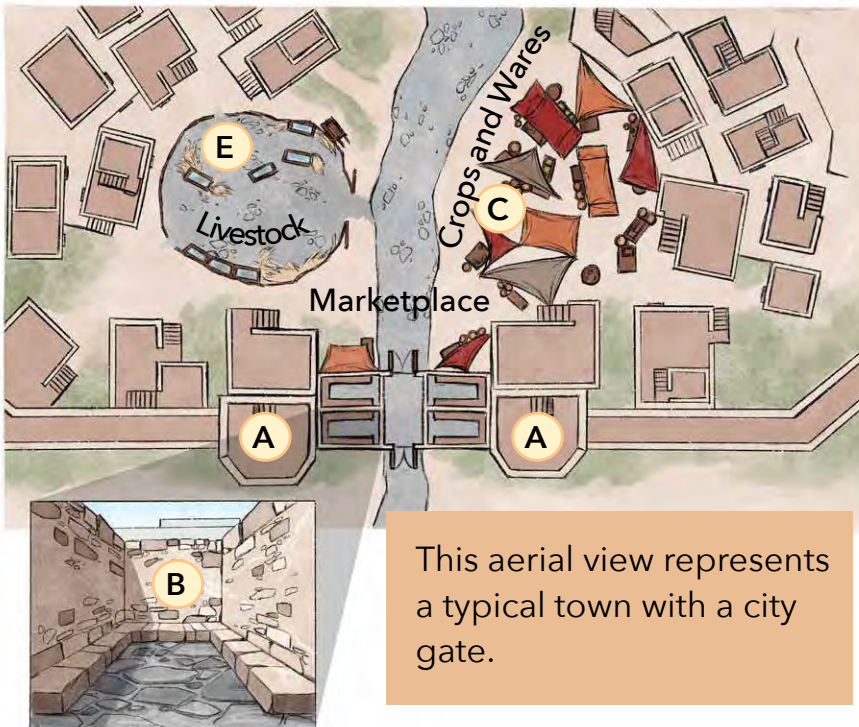 E
Livestock
Crops and Wares
C
Marketplace
A
A
B
This aerial view represents
a typical town with a city
gate.